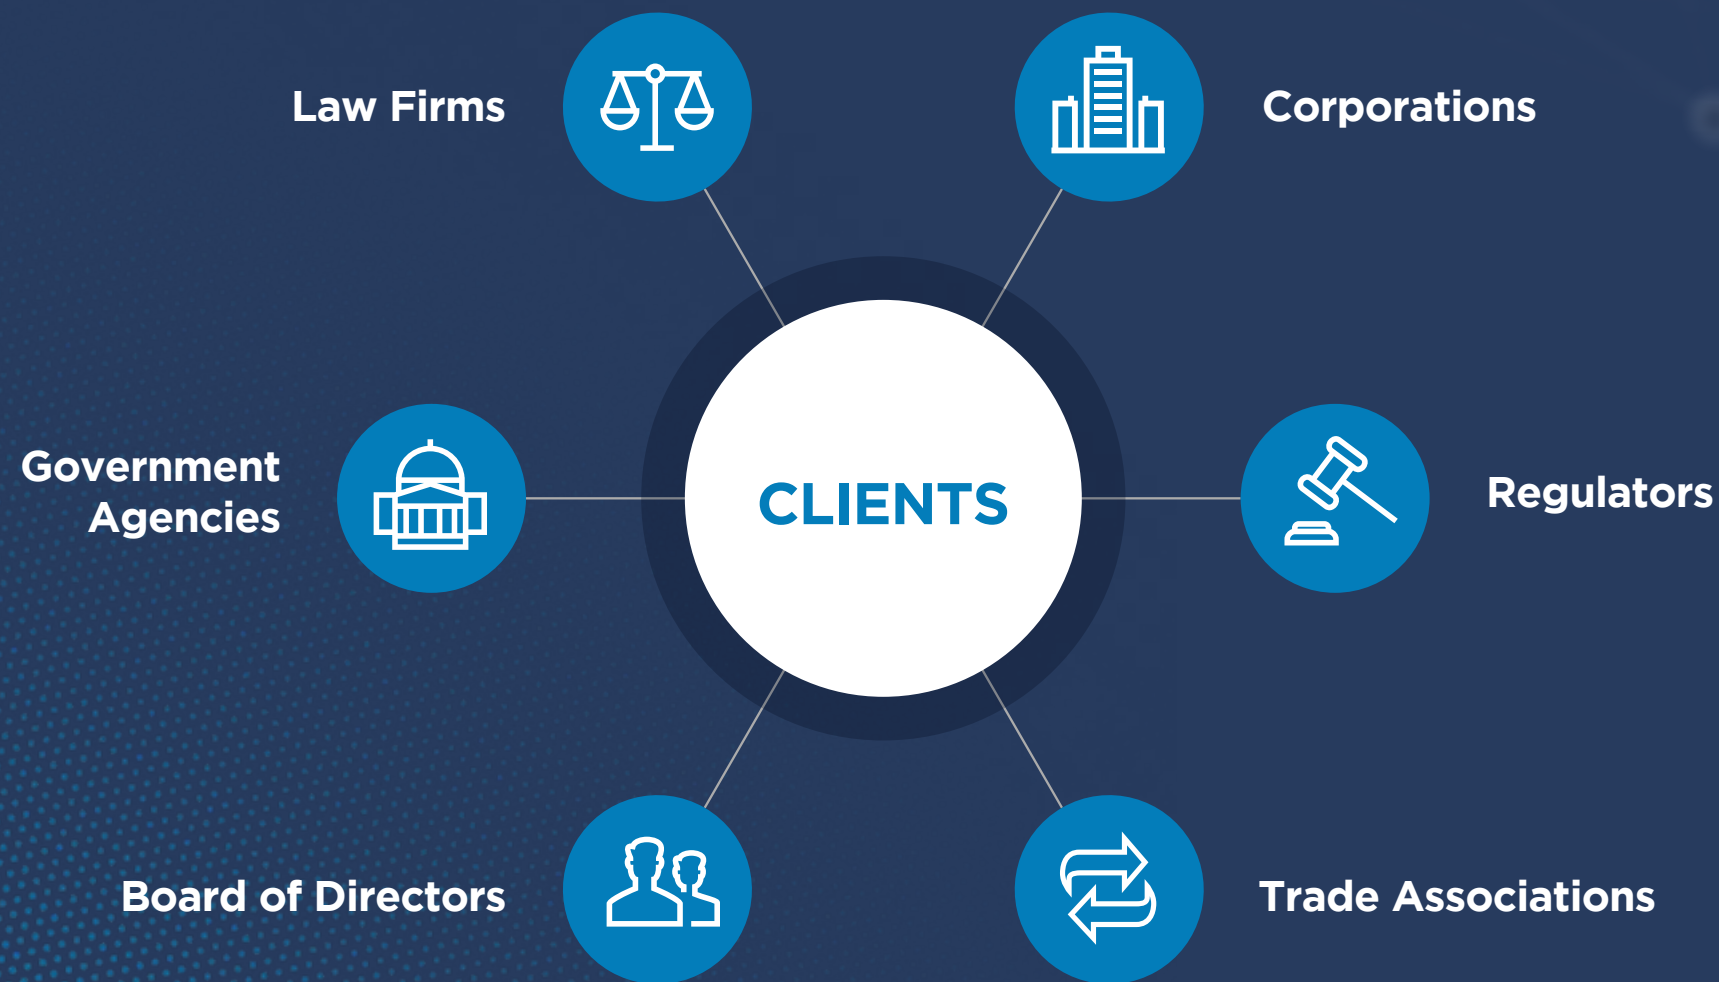 Law Firms
Corporations
Government
Agencies
CLIENTS
Regulators
Board of Directors
Trade Associations